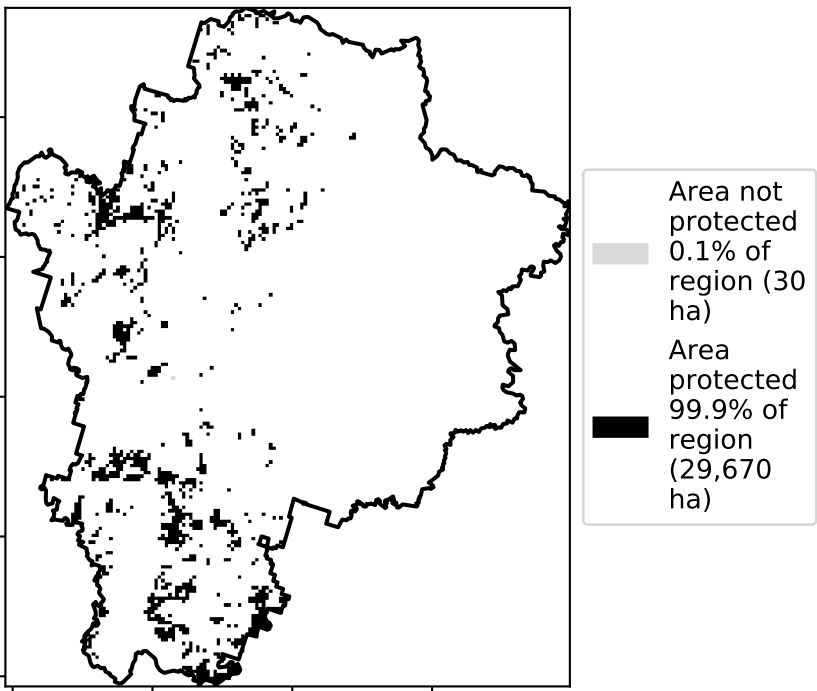 Area not
protected
0.1% of
region (30
ha)
Area
protected
99.9% of
region
(29,670
ha)